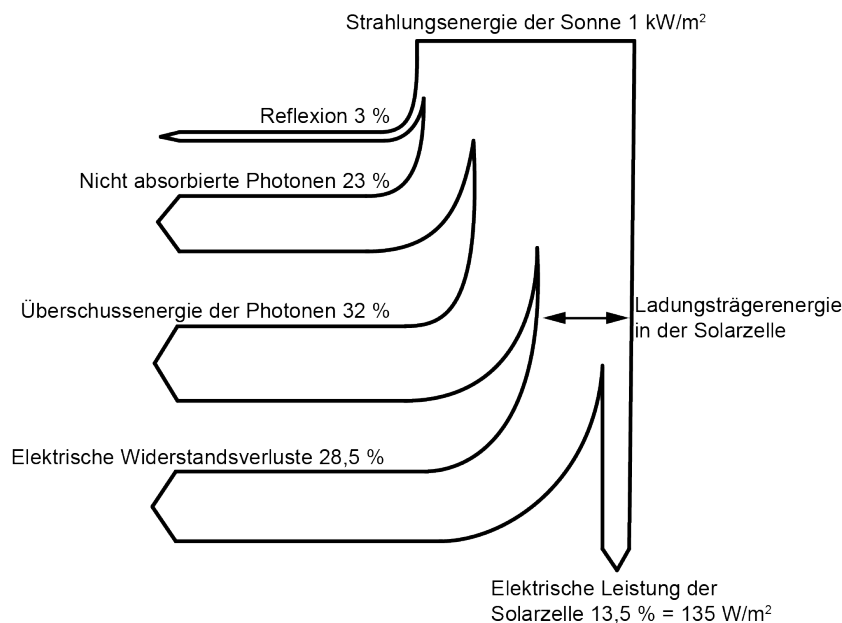 Strahlungsenergie der Sonne 1 kW/m²
Reflexion 3 %
Nicht absorbierte Photonen 23 %
Überschussenergie der Photonen 32 %
Ladungsträgerenergie
in der Solarzelle
Elektrische Widerstandsverluste 28,5 %
Elektrische Leistung der
Solarzelle 13,5 % = 135 W/m²